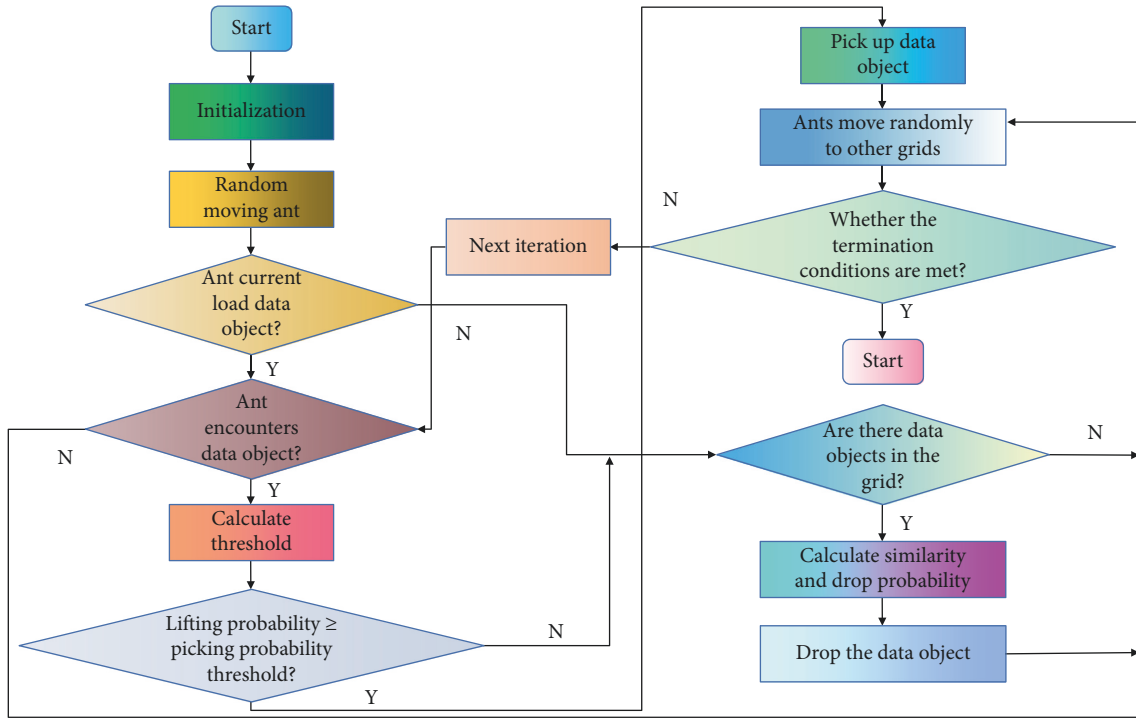 Start
Initialization
Random
moving ant
Ant current
load data
object?
N
Y
Ant
encounters
data object?
N
Y
Calculate
threshold
Lifting probability ≥
picking probability
threshold?
N
Y
Next iteration
Pick up data
object
Ants move randomly
to other grids
N
Whether the
termination
conditions are met?
Y
Start
Are there data
objects in the
grid?
N
Y
Calculate similarity
and drop probability
Drop the data object